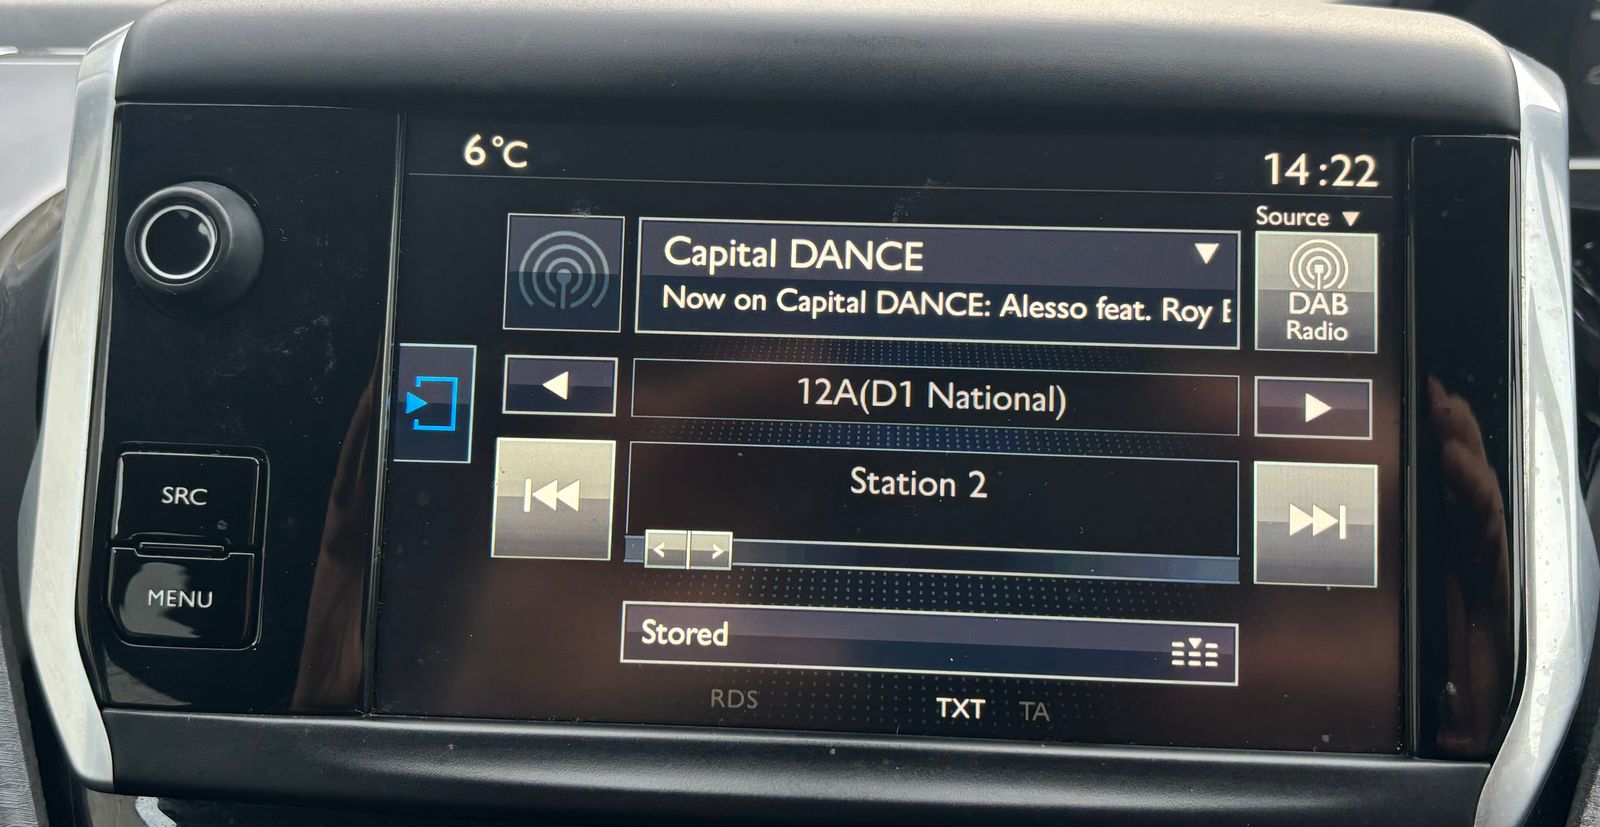 6°C
14:22
Source ▼
Capital DANCE ▼
Now on Capital DANCE: Alesso feat. Roy
DAB
Radio
12A(D1 National)
Station 2
SRC
MENU
Stored
RDS TXT TA